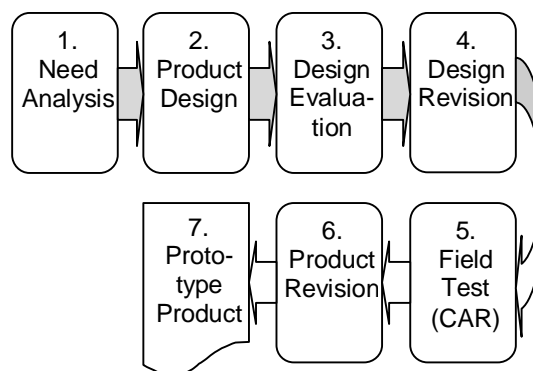 1.
Need
Analysis
2.
Product
Design
3.
Design
Evalua-
tion
4.
Design
Revision
5.
Field
Test
(CAR)
6.
Product
Revision
7.
Proto-
type
Product